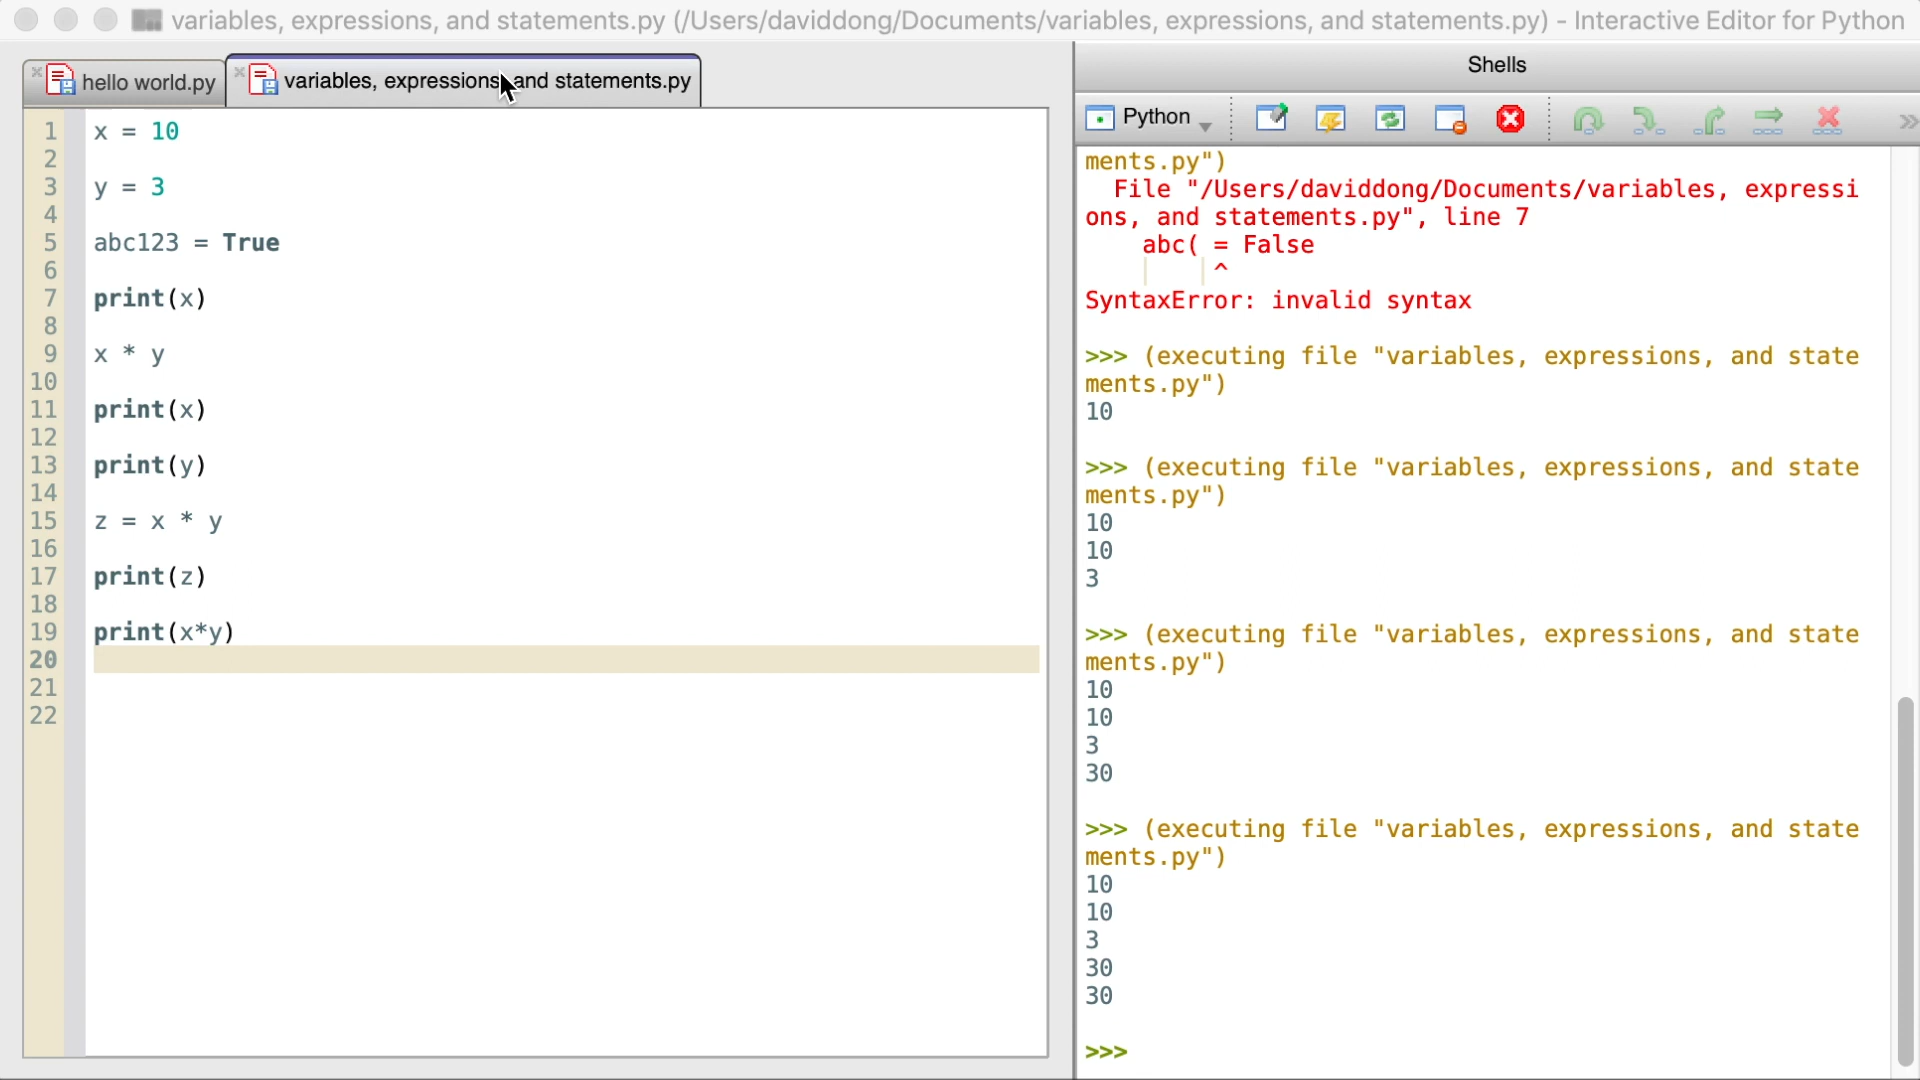 variables, expressions, and statements.py (/Users/daviddong/Documents/variables, expressions, and statements.py) - Interactive Editor for Python
hello world.py
variables, expressions, and statements.py
1 x = 10
2
3 y = 3
4
5 abc123 = True
6
7 print(x)
8
9 x * y
10
11 print(x)
12
13 print(y)
14
15 z = x * y
16
17 print(z)
18
19 print(x*y)
20
21
22
Shells
Python
ments.py")
File "/Users/daviddong/Documents/variables, expressi
ons, and statements.py", line 7
abc( = False
^
SyntaxError: invalid syntax
>>> (executing file "variables, expressions, and state
ments.py")
10
>>> (executing file "variables, expressions, and state
ments.py")
10
10
3
>>> (executing file "variables, expressions, and state
ments.py")
10
10
3
30
>>> (executing file "variables, expressions, and state
ments.py")
10
10
3
30
30
>>>